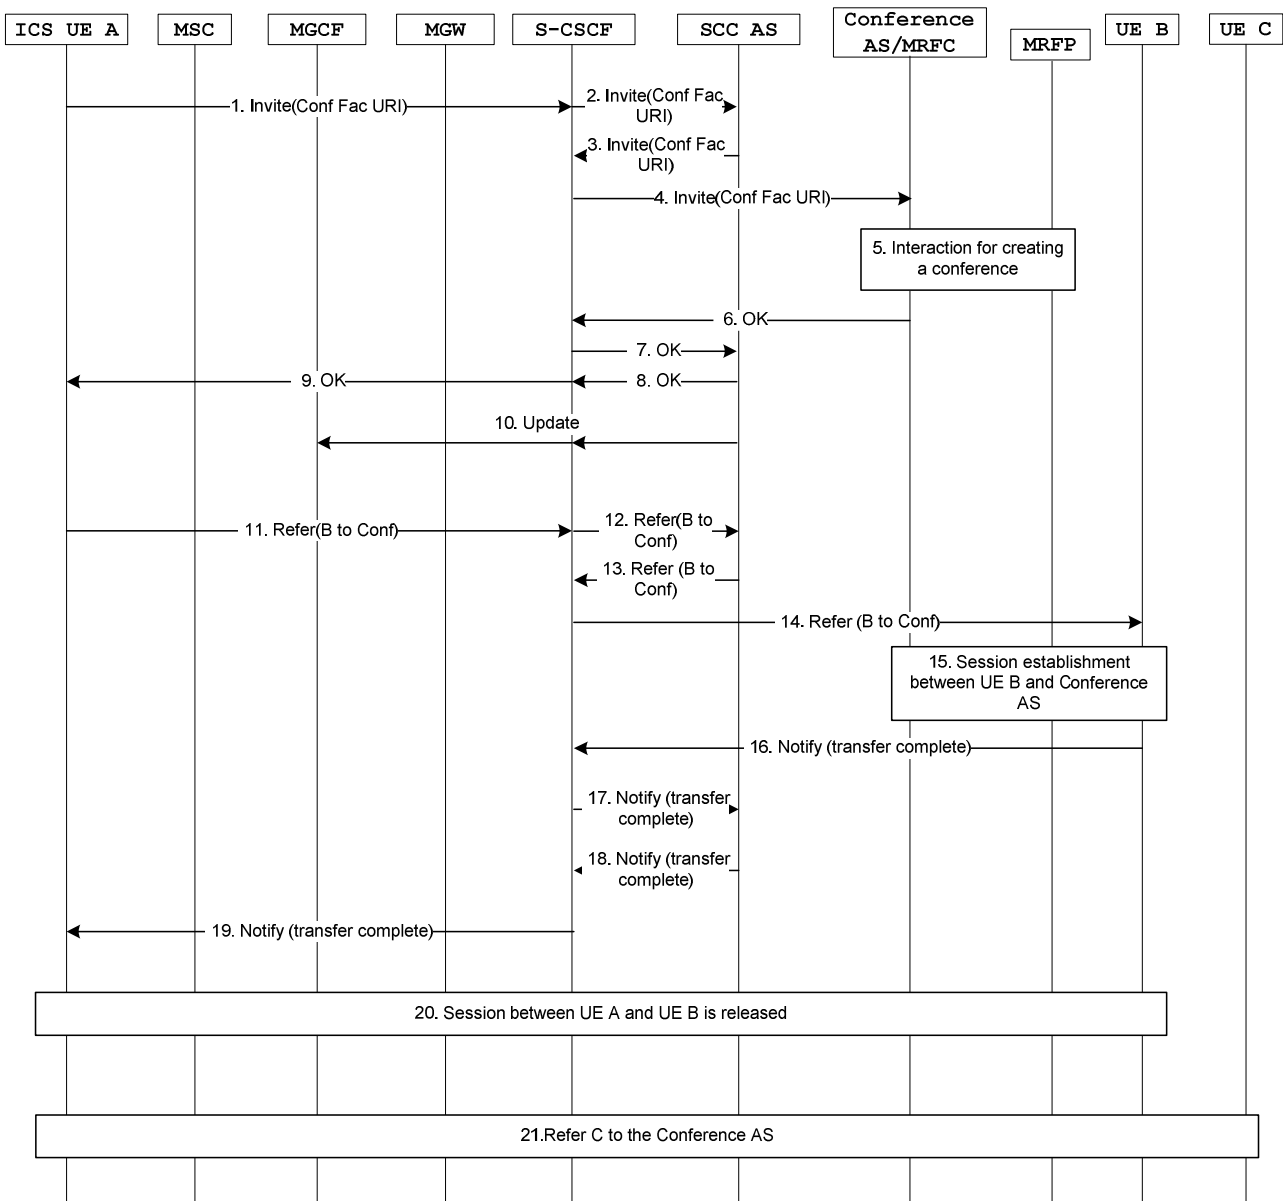 ICS UE A
MSC
MGCF
MGW
S-CSCF
SCC AS
Conference
AS/MRFC
MRFP
UE B
UE C
1. Invite(Conf Fac URI)
2. Invite(Conf Fac
URI)
3. Invite(Conf Fac
URI)
4. Invite(Conf Fac URI)
5. Interaction for creating
a conference
6. OK
7. OK
9. OK
8. OK
10. Update
11. Refer(B to Conf)
12. Refer(B to
Conf)
13. Refer (B to
Conf)
14. Refer (B to Conf)
15. Session establishment
between UE B and Conference
AS
16. Notify (transfer complete)
17. Notify (transfer
complete)
18. Notify (transfer
complete)
19. Notify (transfer complete)
20. Session between UE A and UE B is released
21.Refer C to the Conference AS